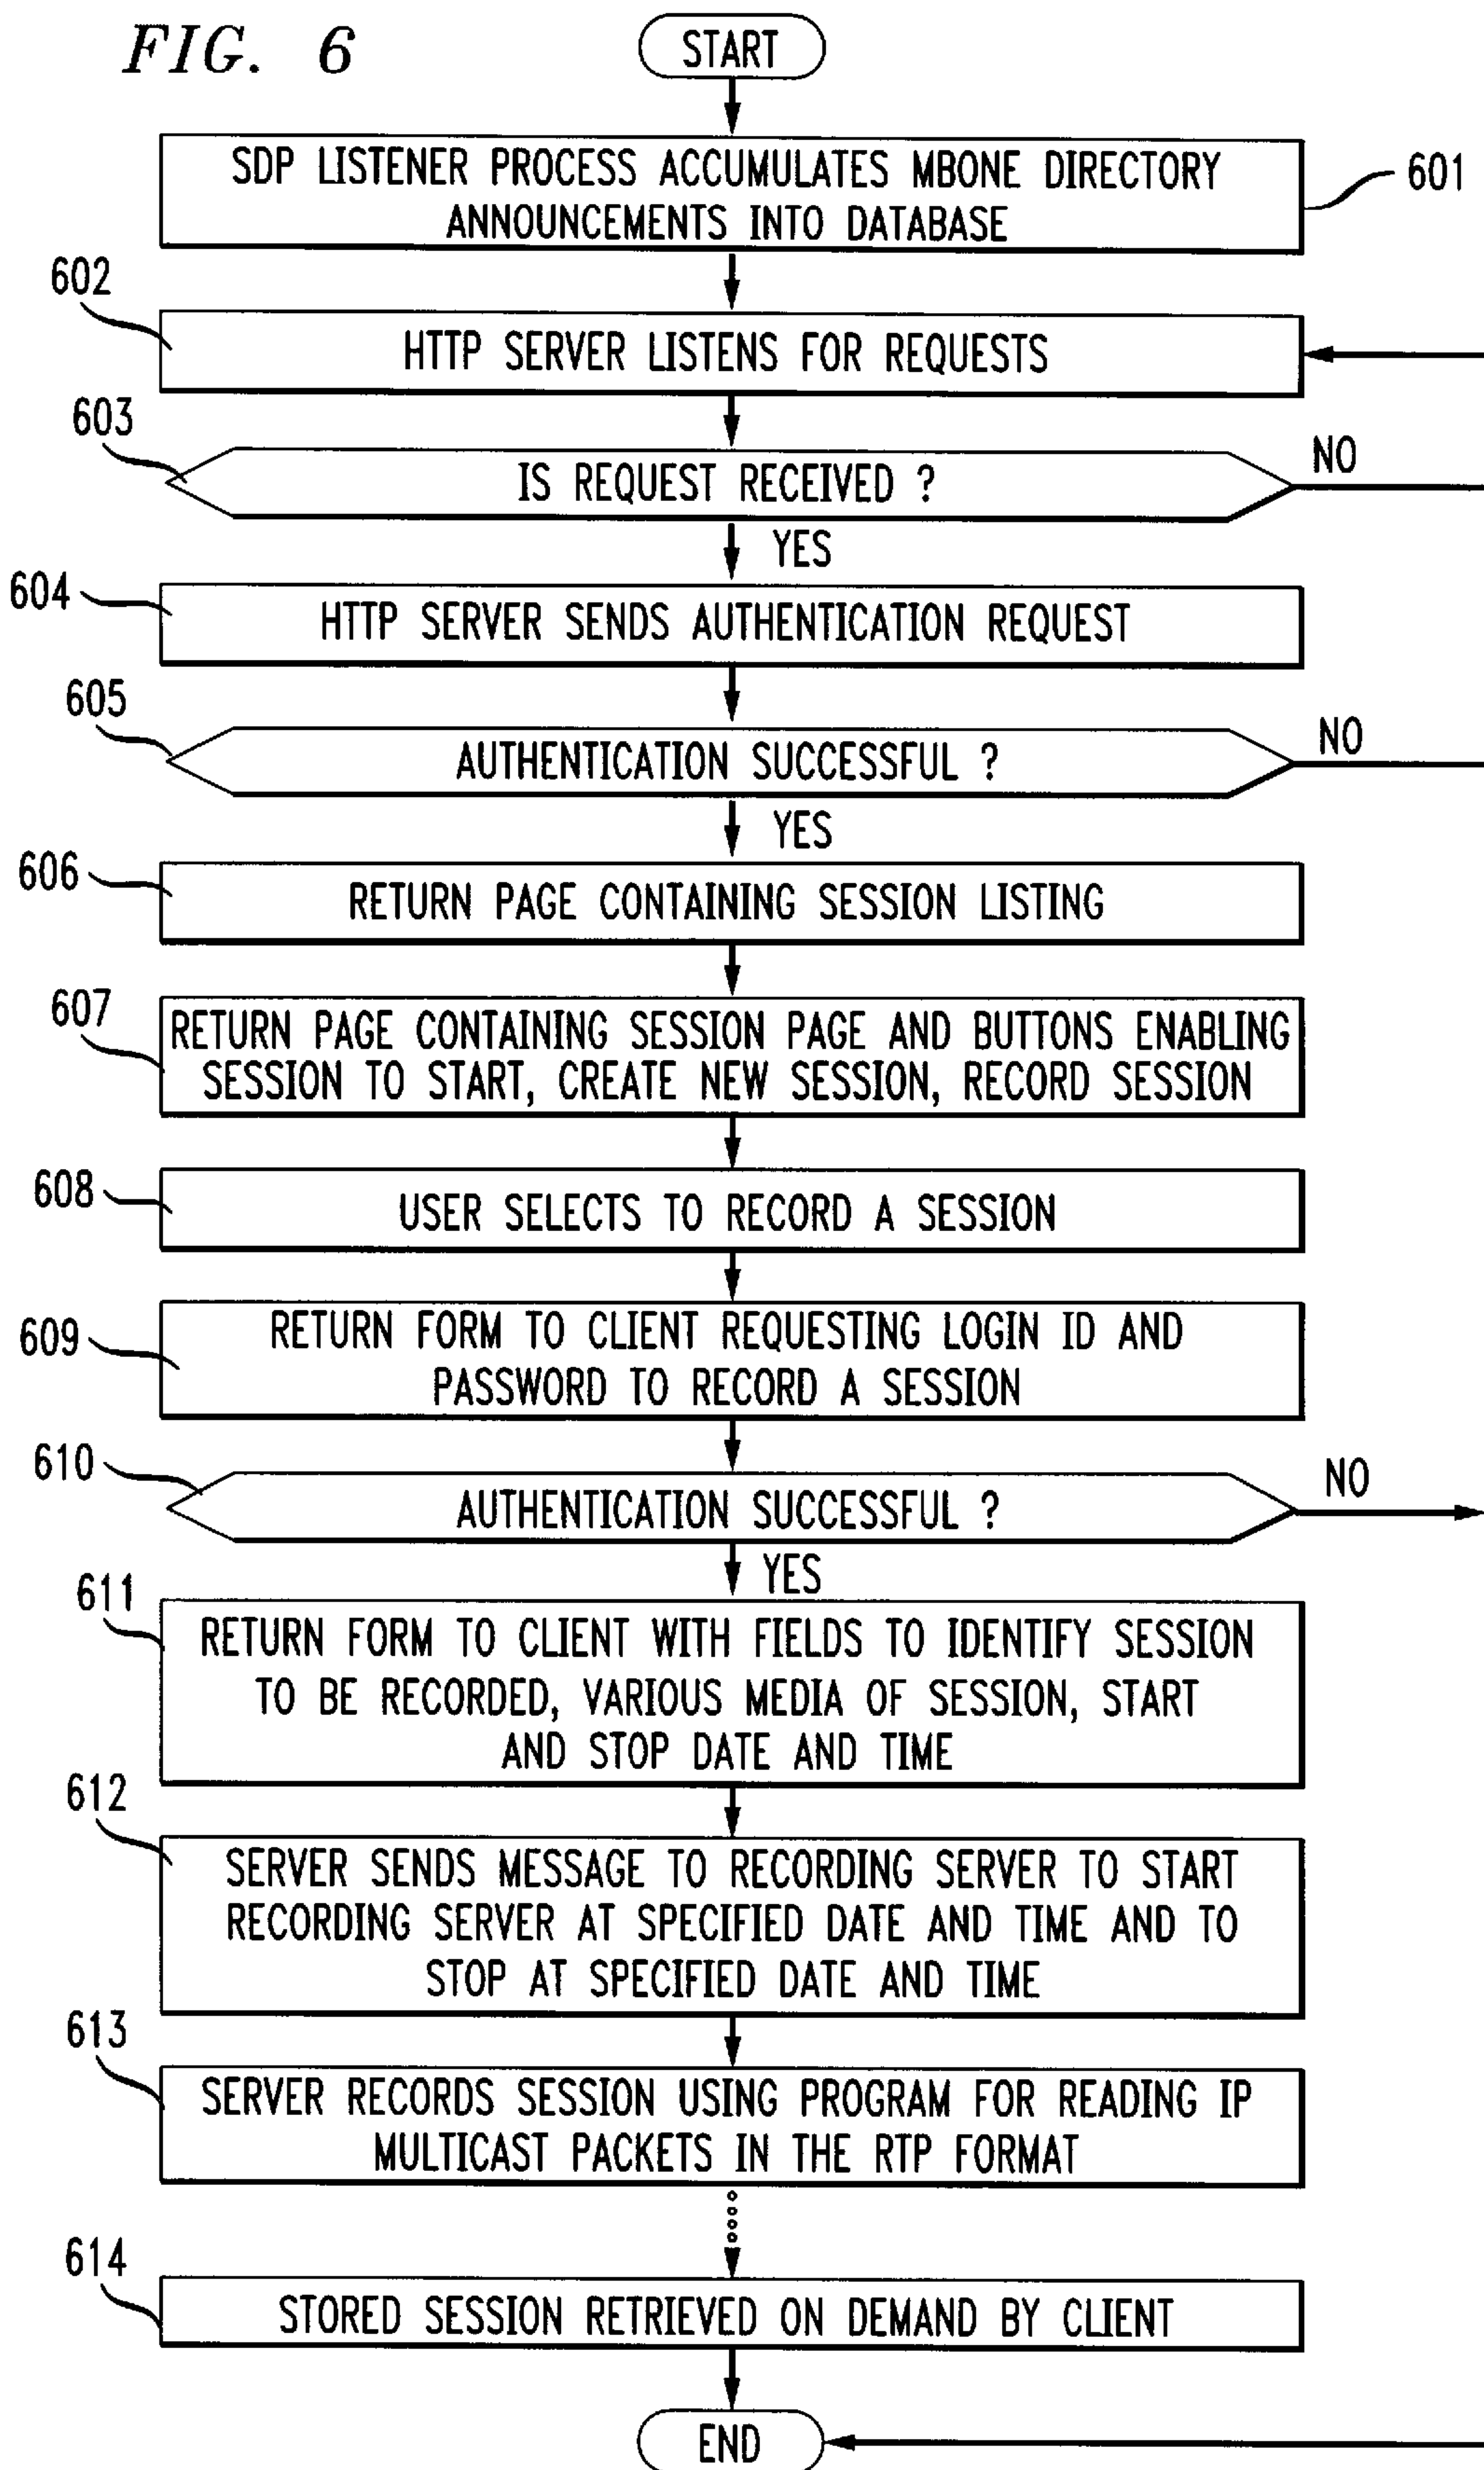 FIG. 6
START
SDP LISTENER PROCESS ACCUMULATES MBONE DIRECTORY
ANNOUNCEMENTS INTO DATABASE
601
602
HTTP SERVER LISTENS FOR REQUESTS
603
IS REQUEST RECEIVED ?
NO
YES
604
HTTP SERVER SENDS AUTHENTICATION REQUEST
605
AUTHENTICATION SUCCESSFUL ?
NO
YES
606
RETURN PAGE CONTAINING SESSION LISTING
607
RETURN PAGE CONTAINING SESSION PAGE AND BUTTONS ENABLING
SESSION TO START, CREATE NEW SESSION, RECORD SESSION
608
USER SELECTS TO RECORD A SESSION
609
RETURN FORM TO CLIENT REQUESTING LOGIN ID AND
PASSWORD TO RECORD A SESSION
610
AUTHENTICATION SUCCESSFUL ?
NO
YES
611
RETURN FORM TO CLIENT WITH FIELDS TO IDENTIFY SESSION
TO BE RECORDED, VARIOUS MEDIA OF SESSION, START
AND STOP DATE AND TIME
612
SERVER SENDS MESSAGE TO RECORDING SERVER TO START
RECORDING SERVER AT SPECIFIED DATE AND TIME AND TO
STOP AT SPECIFIED DATE AND TIME
613
SERVER RECORDS SESSION USING PROGRAM FOR READING IP
MULTICAST PACKETS IN THE RTP FORMAT
614
STORED SESSION RETRIEVED ON DEMAND BY CLIENT
END